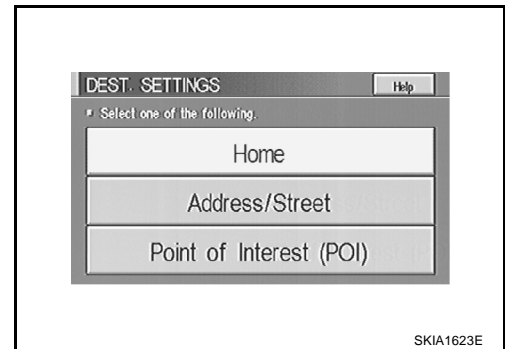 DEST. SETTINGS
Help
Select one of the following.
Home
Address/Street
Point of Interest (POI)
SKIA1623E